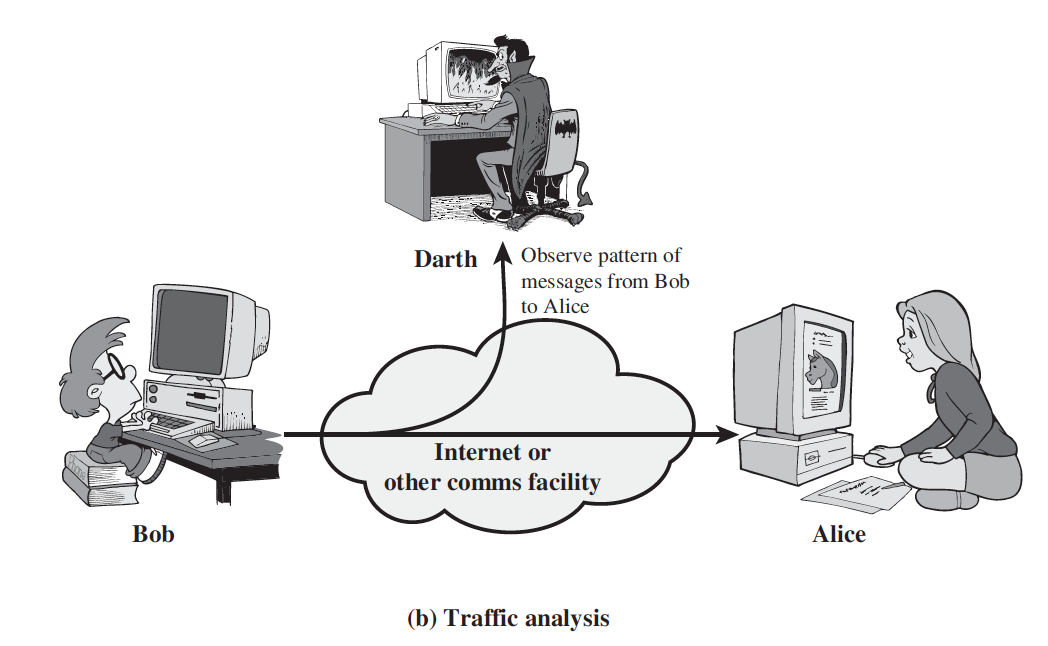 Darth
Observe pattern of
messages from Bob
to Alice
Internet or
other comms facility
Bob
Alice
(b) Traffic analysis